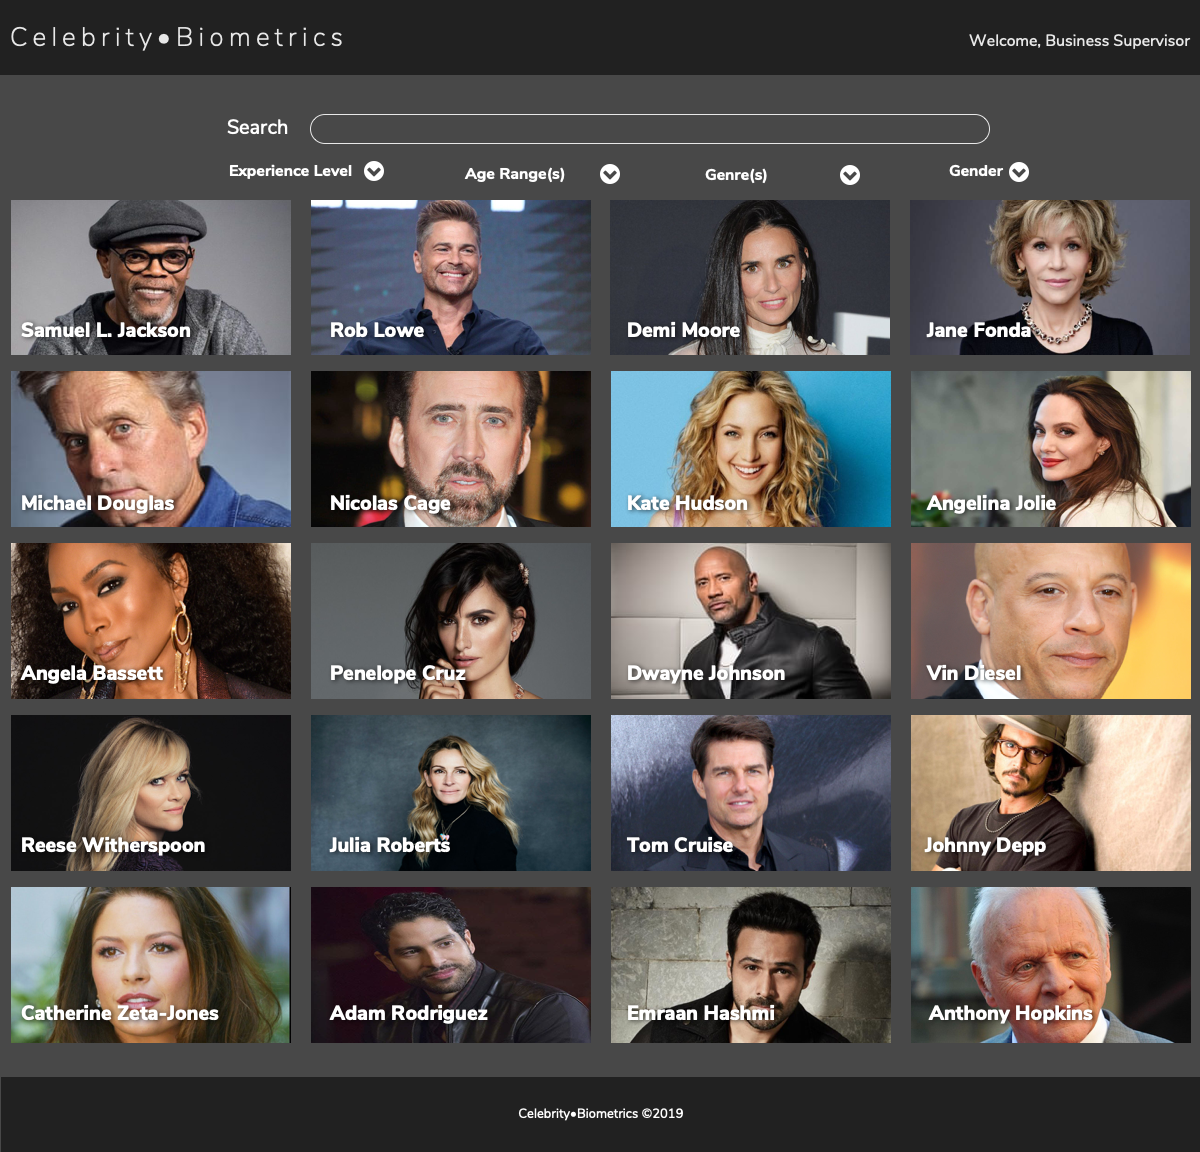 Celebrity●Biometrics
Welcome, Business Supervisor
Search
Experience Level
Age Range(s)
Genre(s)
Gender
Samuel L. Jackson
Rob Lowe
Demi Moore
Jane Fonda
Michael Douglas
Nicolas Cage
Kate Hudson
Angelina Jolie
Angela Bassett
Penelope Cruz
Dwayne Johnson
Vin Diesel
Reese Witherspoon
Julia Roberts
Tom Cruise
Johnny Depp
Catherine Zeta-Jones
Adam Rodriguez
Emraan Hashmi
Anthony Hopkins
Celebrity●Biometrics ©2019